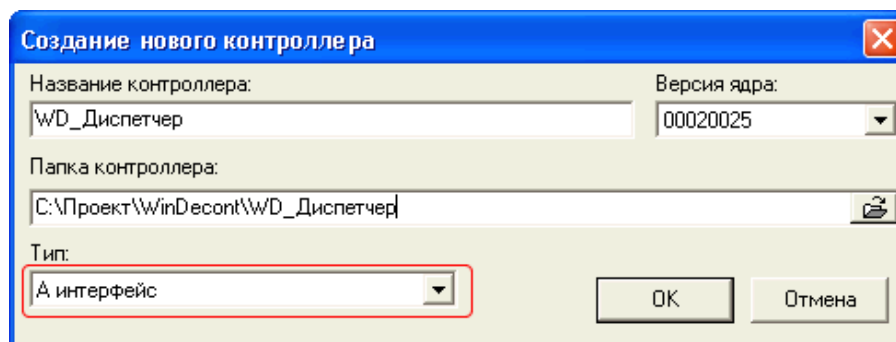 Создание нового контроллера
Название контроллера:
Версия ядра:
WD_Диспетчер
00020025
Папка контроллера:
C:\Проект\WinDecont\WD_Диспетчер
Тип:
А интерфейс
OK
Отмена